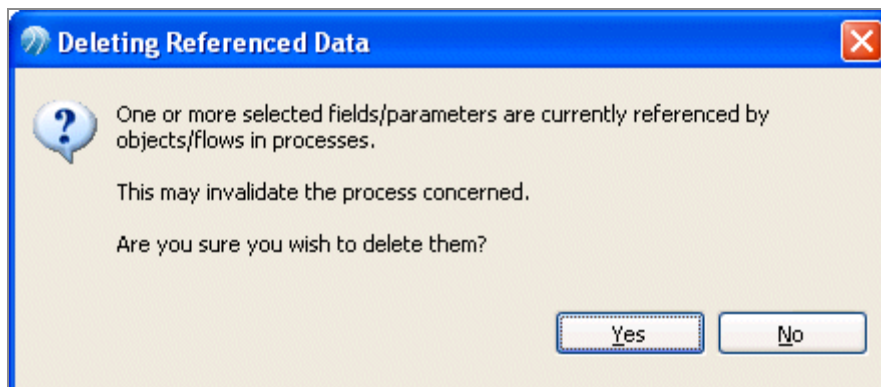 Deleting Referenced Data
One or more selected fields/parameters are currently referenced by
objects/flows in processes.
This may invalidate the process concerned.
Are you sure you wish to delete them?
Yes
No